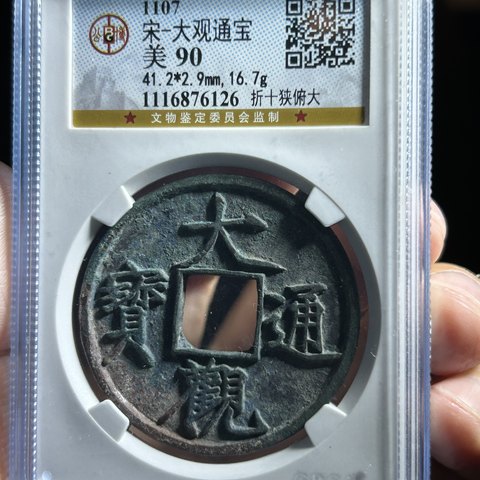 1107
宋-大观通宝
美 90
41.2*2.9mm,16.7g
1116876126 折十狭俯大
★ 文物鉴定委员会监制 ★
大觀通寶